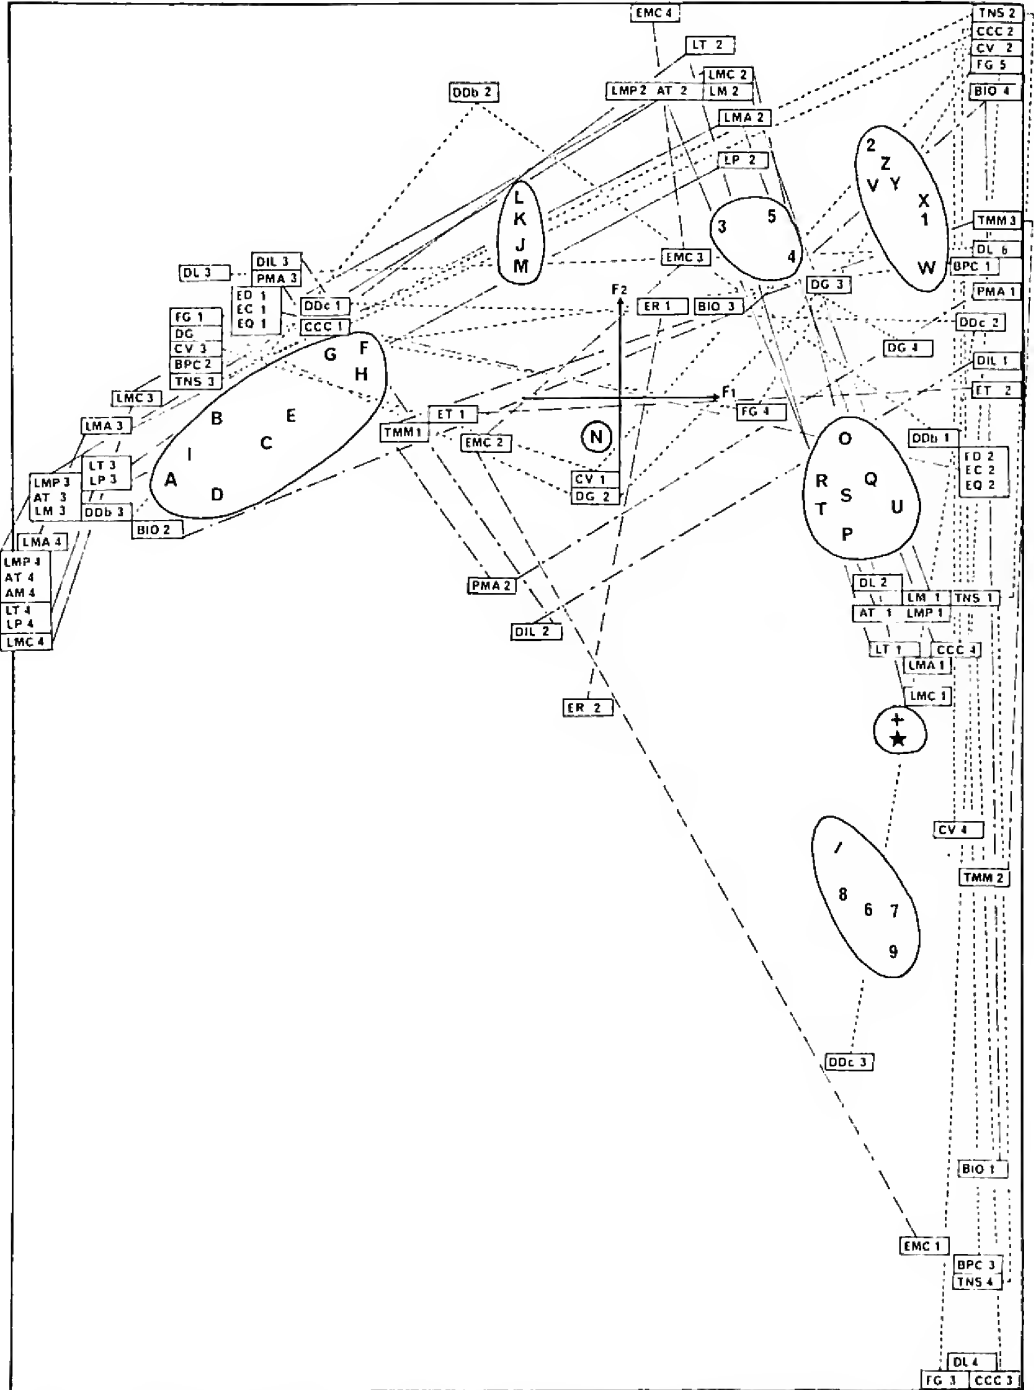 EMC 4
TNS 2
CCC 2
CV 2
FG 5
LT 2
LMC 2
LMP 2 AT 2 LM 2
BIO 4
DDb 2
LMA 2
LP 2
2
Z
V Y
X
1
W
L
K
J
M
3
5
4
TMM 3
DL 6
BPC 1
EMC 3
DIL 3
PMA 3
DL 3
ED 1
EC 1
EQ 1
DDc 1
CCC 1
F2
ER 1
BIO 3
DG 3
PMA 1
FG 1
DG
CV 3
BPC 2
TNS 3
DDc 2
DG 4
DIL 1
G F
H
LMC 3
F1
ET 2
LMA 3
B
E
C
I
A
D
TMM 1
ET 1
EMC 2
N
FG 4
O
R
S
Q
T
U
P
DDb 1
ED 2
EC 2
EQ 2
LT 3
LP 3
LMP 3
AT 3
LM 3
DDb 3
BIO 2
CV 1
DG 2
LMA 4
LMP 4
AT 4
AM 4
LT 4
LP 4
LMC 4
PMA 2
DL 2
LM 1
TNS 1
AT 1
LMP 1
DIL 2
LT 1
CCC 4
LMA 1
LMC 1
ER 2
+
★
CV 4
/
8
6
7
9
TMM 2
DDc 3
BIO 1
EMC 1
BPC 3
TNS 4
DL 4
FG 3
CCC 3